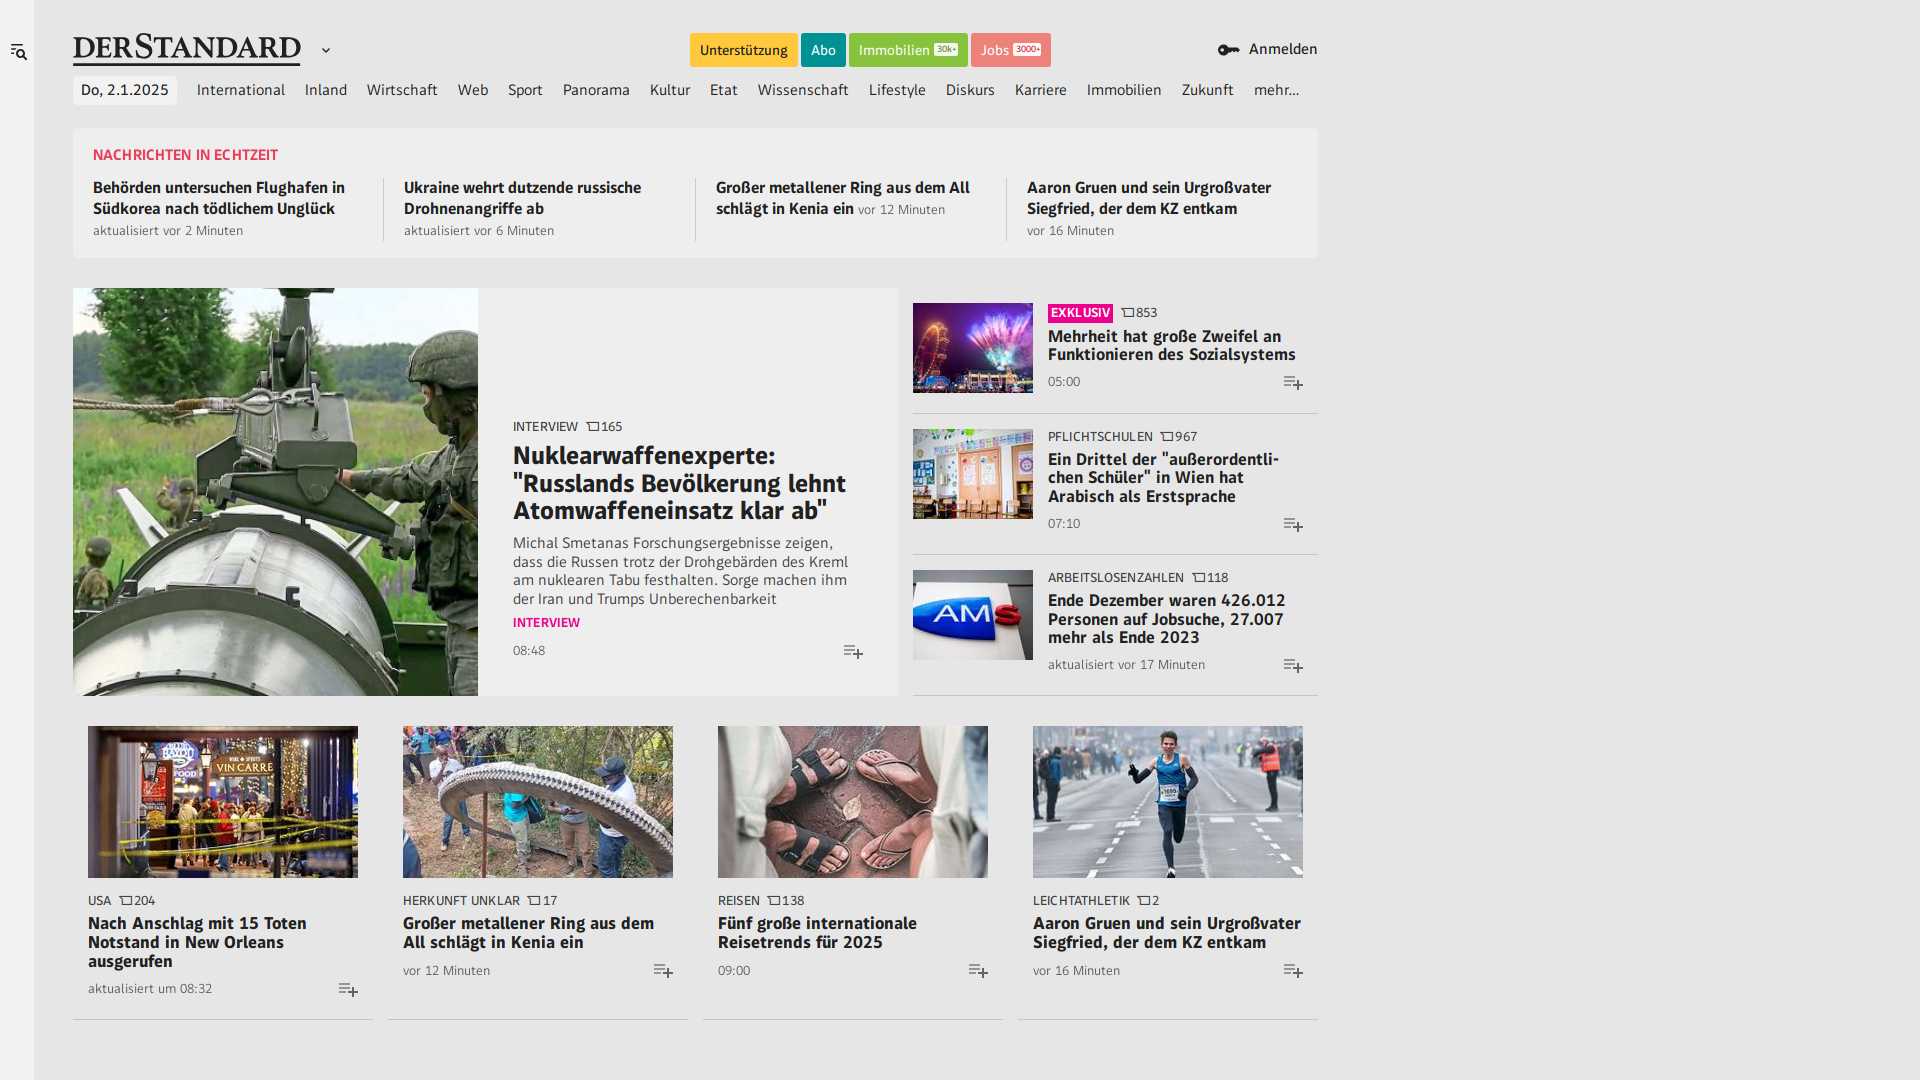 DERSTANDARD
Unterstützung
Abo
Immobilien 30k+
Jobs 3000+
Anmelden
Do, 2.1.2025 International Inland Wirtschaft Web Sport Panorama Kultur Etat Wissenschaft Lifestyle Diskurs Karriere Immobilien Zukunft mehr...
NACHRICHTEN IN ECHTZEIT
Behörden untersuchen Flughafen in
Südkorea nach tödlichem Unglück
aktualisiert vor 2 Minuten
Ukraine wehrt dutzende russische
Drohnenangriffe ab
aktualisiert vor 6 Minuten
Großer metallener Ring aus dem All
schlägt in Kenia ein vor 12 Minuten
Aaron Gruen und sein Urgroßvater
Siegfried, der dem KZ entkam
vor 16 Minuten
INTERVIEW 165
Nuklearwaffenexperte:
"Russlands Bevölkerung lehnt
Atomwaffeneinsatz klar ab"
Michal Smetanas Forschungsergebnisse zeigen,
dass die Russen trotz der Drohgebärden des Kreml
am nuklearen Tabu festhalten. Sorge machen ihm
der Iran und Trumps Unberechenbarkeit
INTERVIEW
08:48
EXKLUSIV 853
Mehrheit hat große Zweifel an
Funktionieren des Sozialsystems
05:00
PFLICHTSCHULEN 967
Ein Drittel der "außerordentli-
chen Schüler" in Wien hat
Arabisch als Erstsprache
07:10
AMS
ARBEITSLOSENZAHLEN 118
Ende Dezember waren 426.012
Personen auf Jobsuche, 27.007
mehr als Ende 2023
aktualisiert vor 17 Minuten
BAYOU
FOOD
VIN CARRE
USA 204
Nach Anschlag mit 15 Toten
Notstand in New Orleans
ausgerufen
aktualisiert um 08:32
HERKUNFT UNKLAR 17
Großer metallener Ring aus dem
All schlägt in Kenia ein
vor 12 Minuten
REISEN 138
Fünf große internationale
Reisetrends für 2025
09:00
LEICHTATHLETIK 2
Aaron Gruen und sein Urgroßvater
Siegfried, der dem KZ entkam
vor 16 Minuten